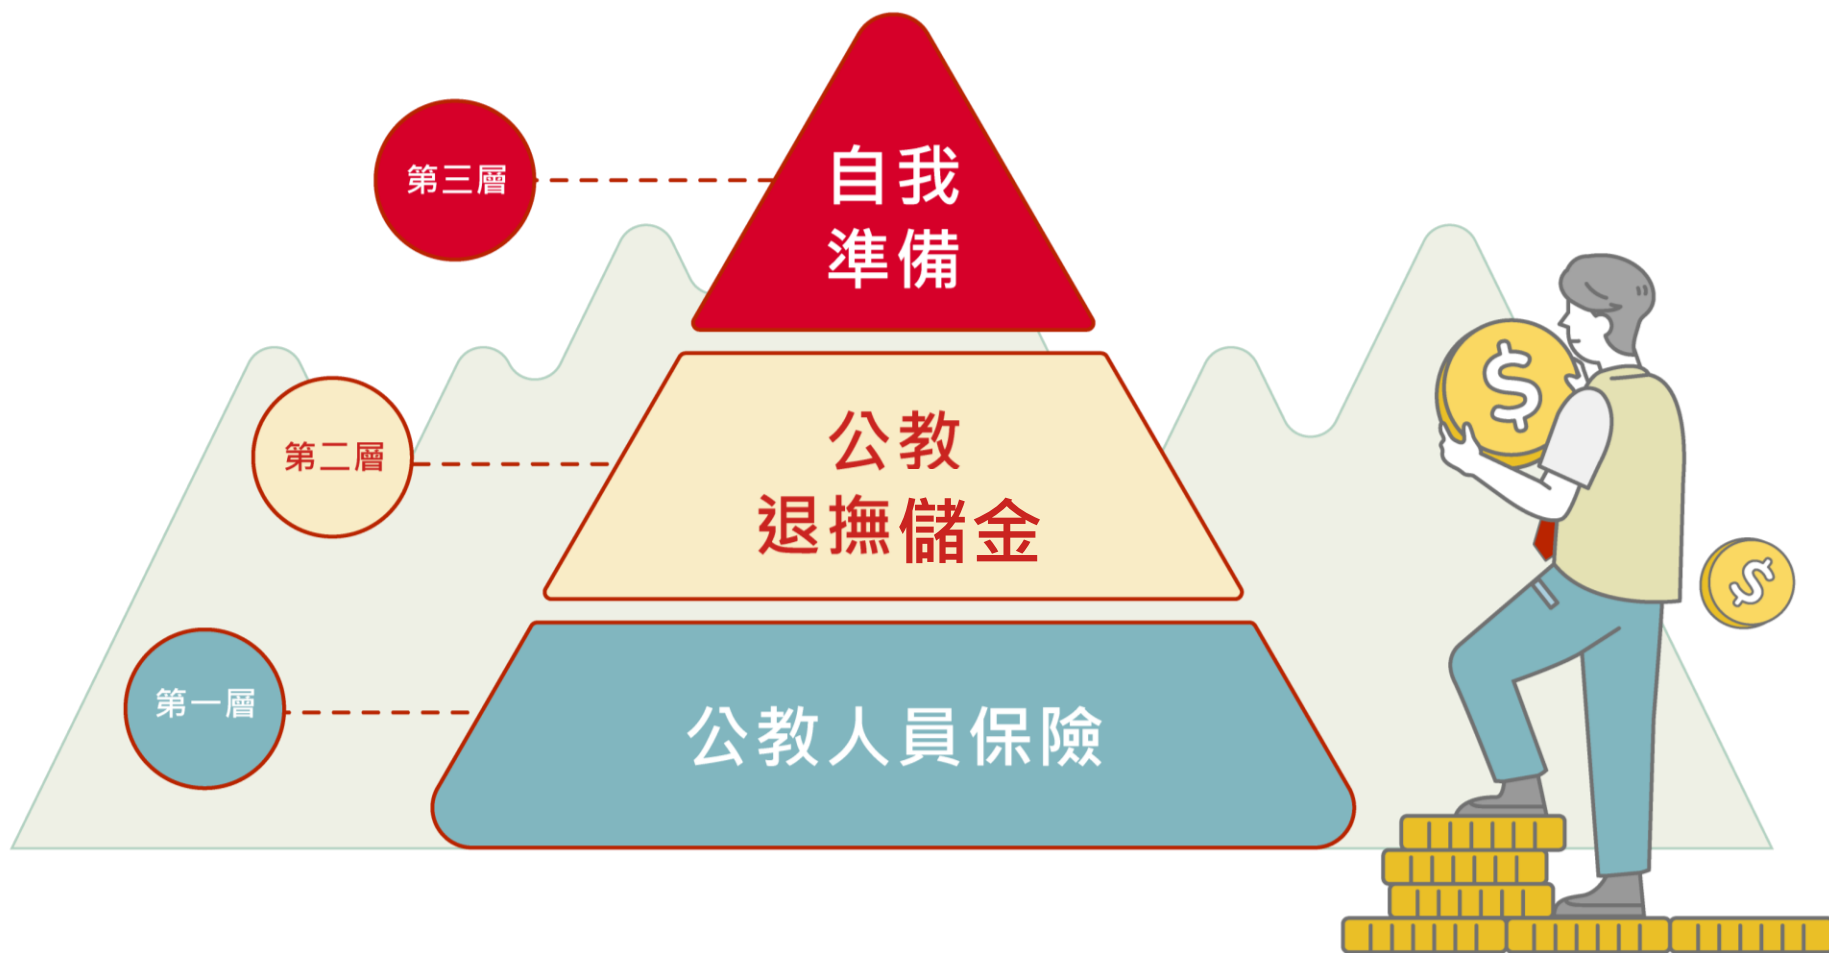 第三層
自我
準備
第二層
公教
退撫儲金
第一層
公教人員保險
$
$